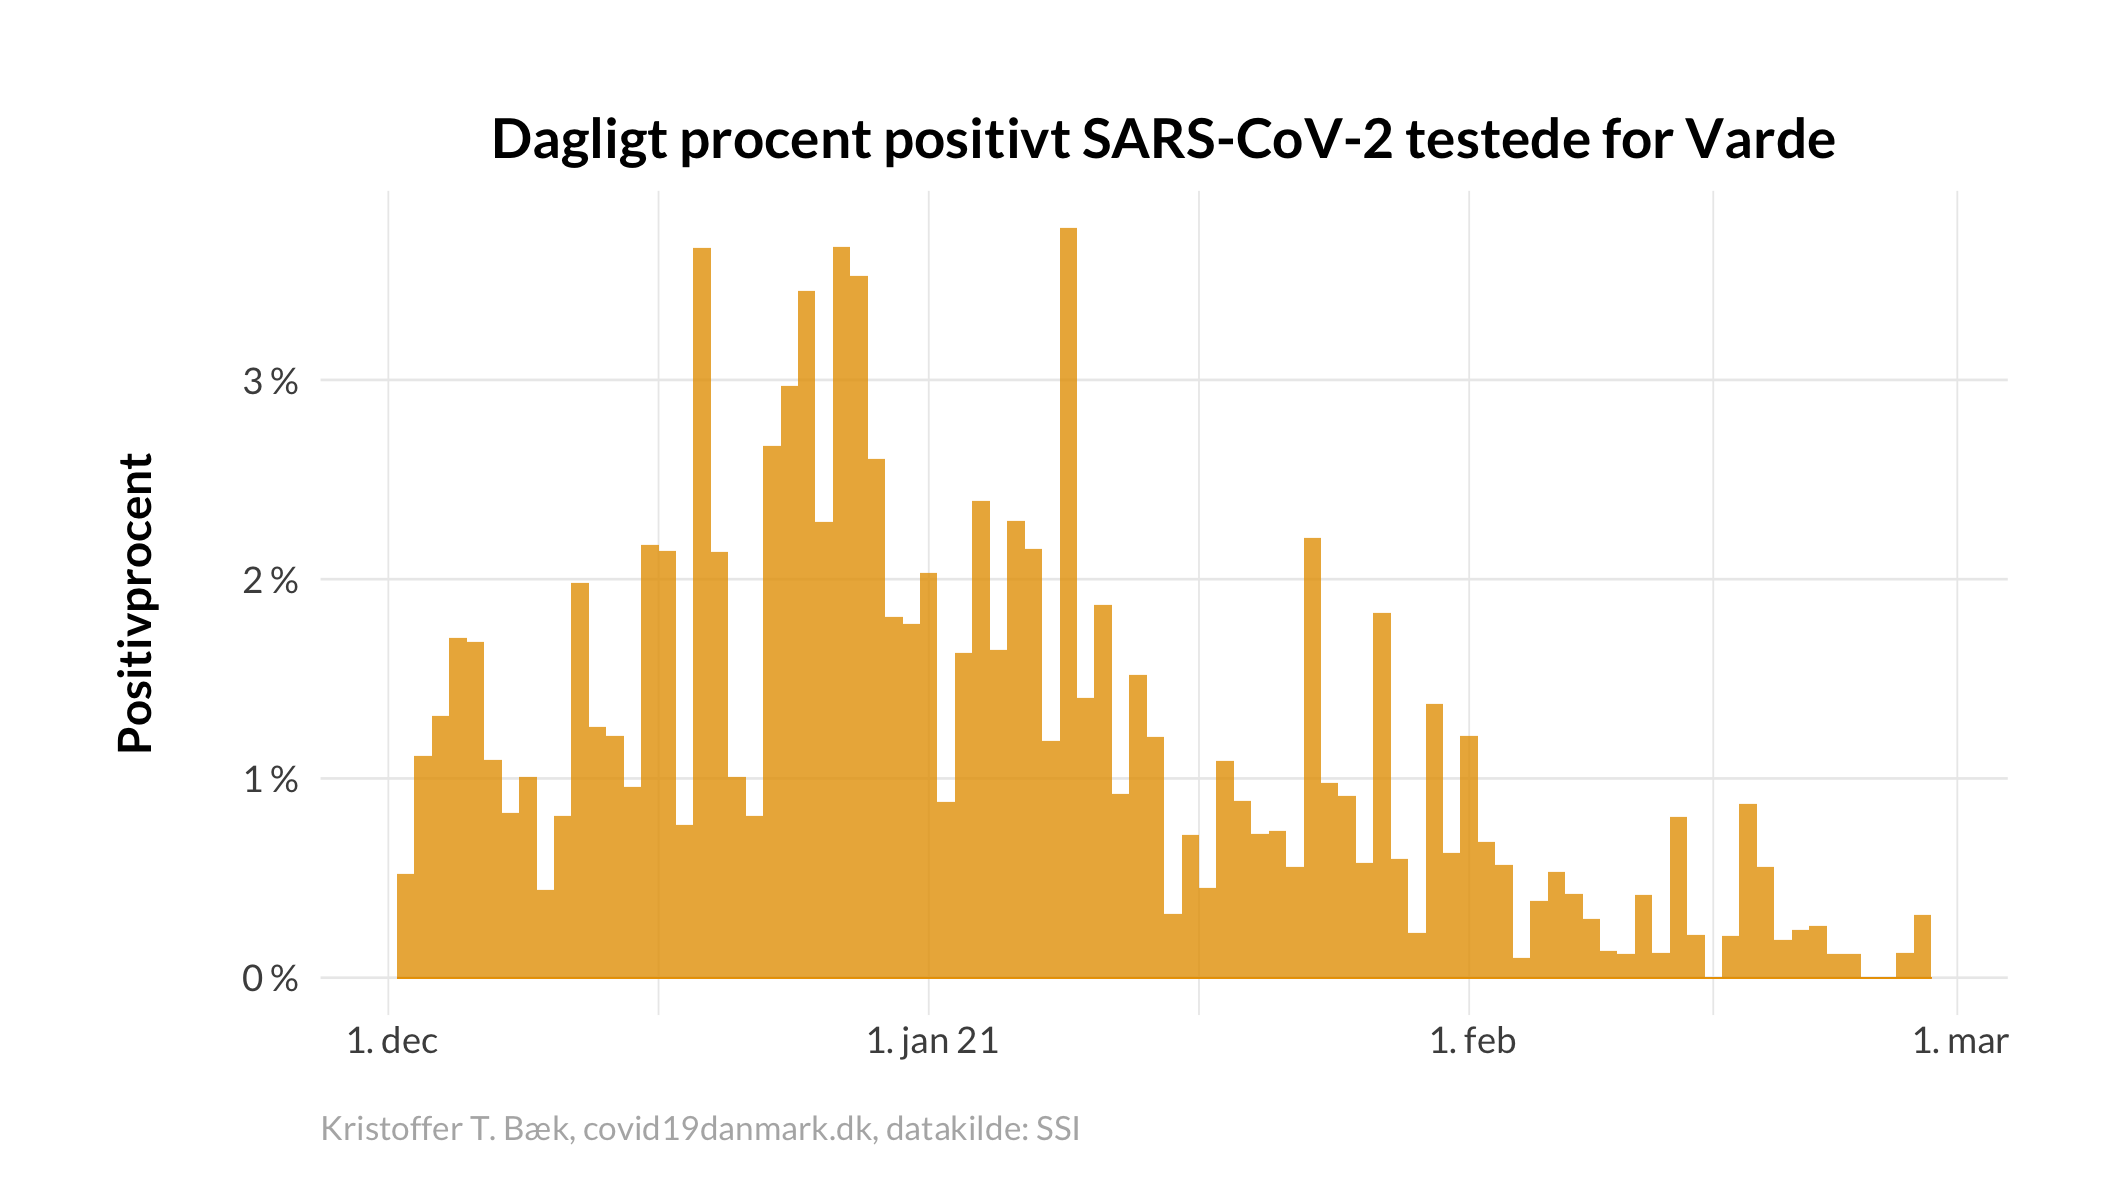 Dagligt procent positivt SARS-CoV-2 testede for Varde
Positivprocent
3 %
2 %
1 %
0 %
1. dec
1. jan 21
1. feb
1. mar
Kristoffer T. Bæk, covid19danmark.dk, datakilde: SSI